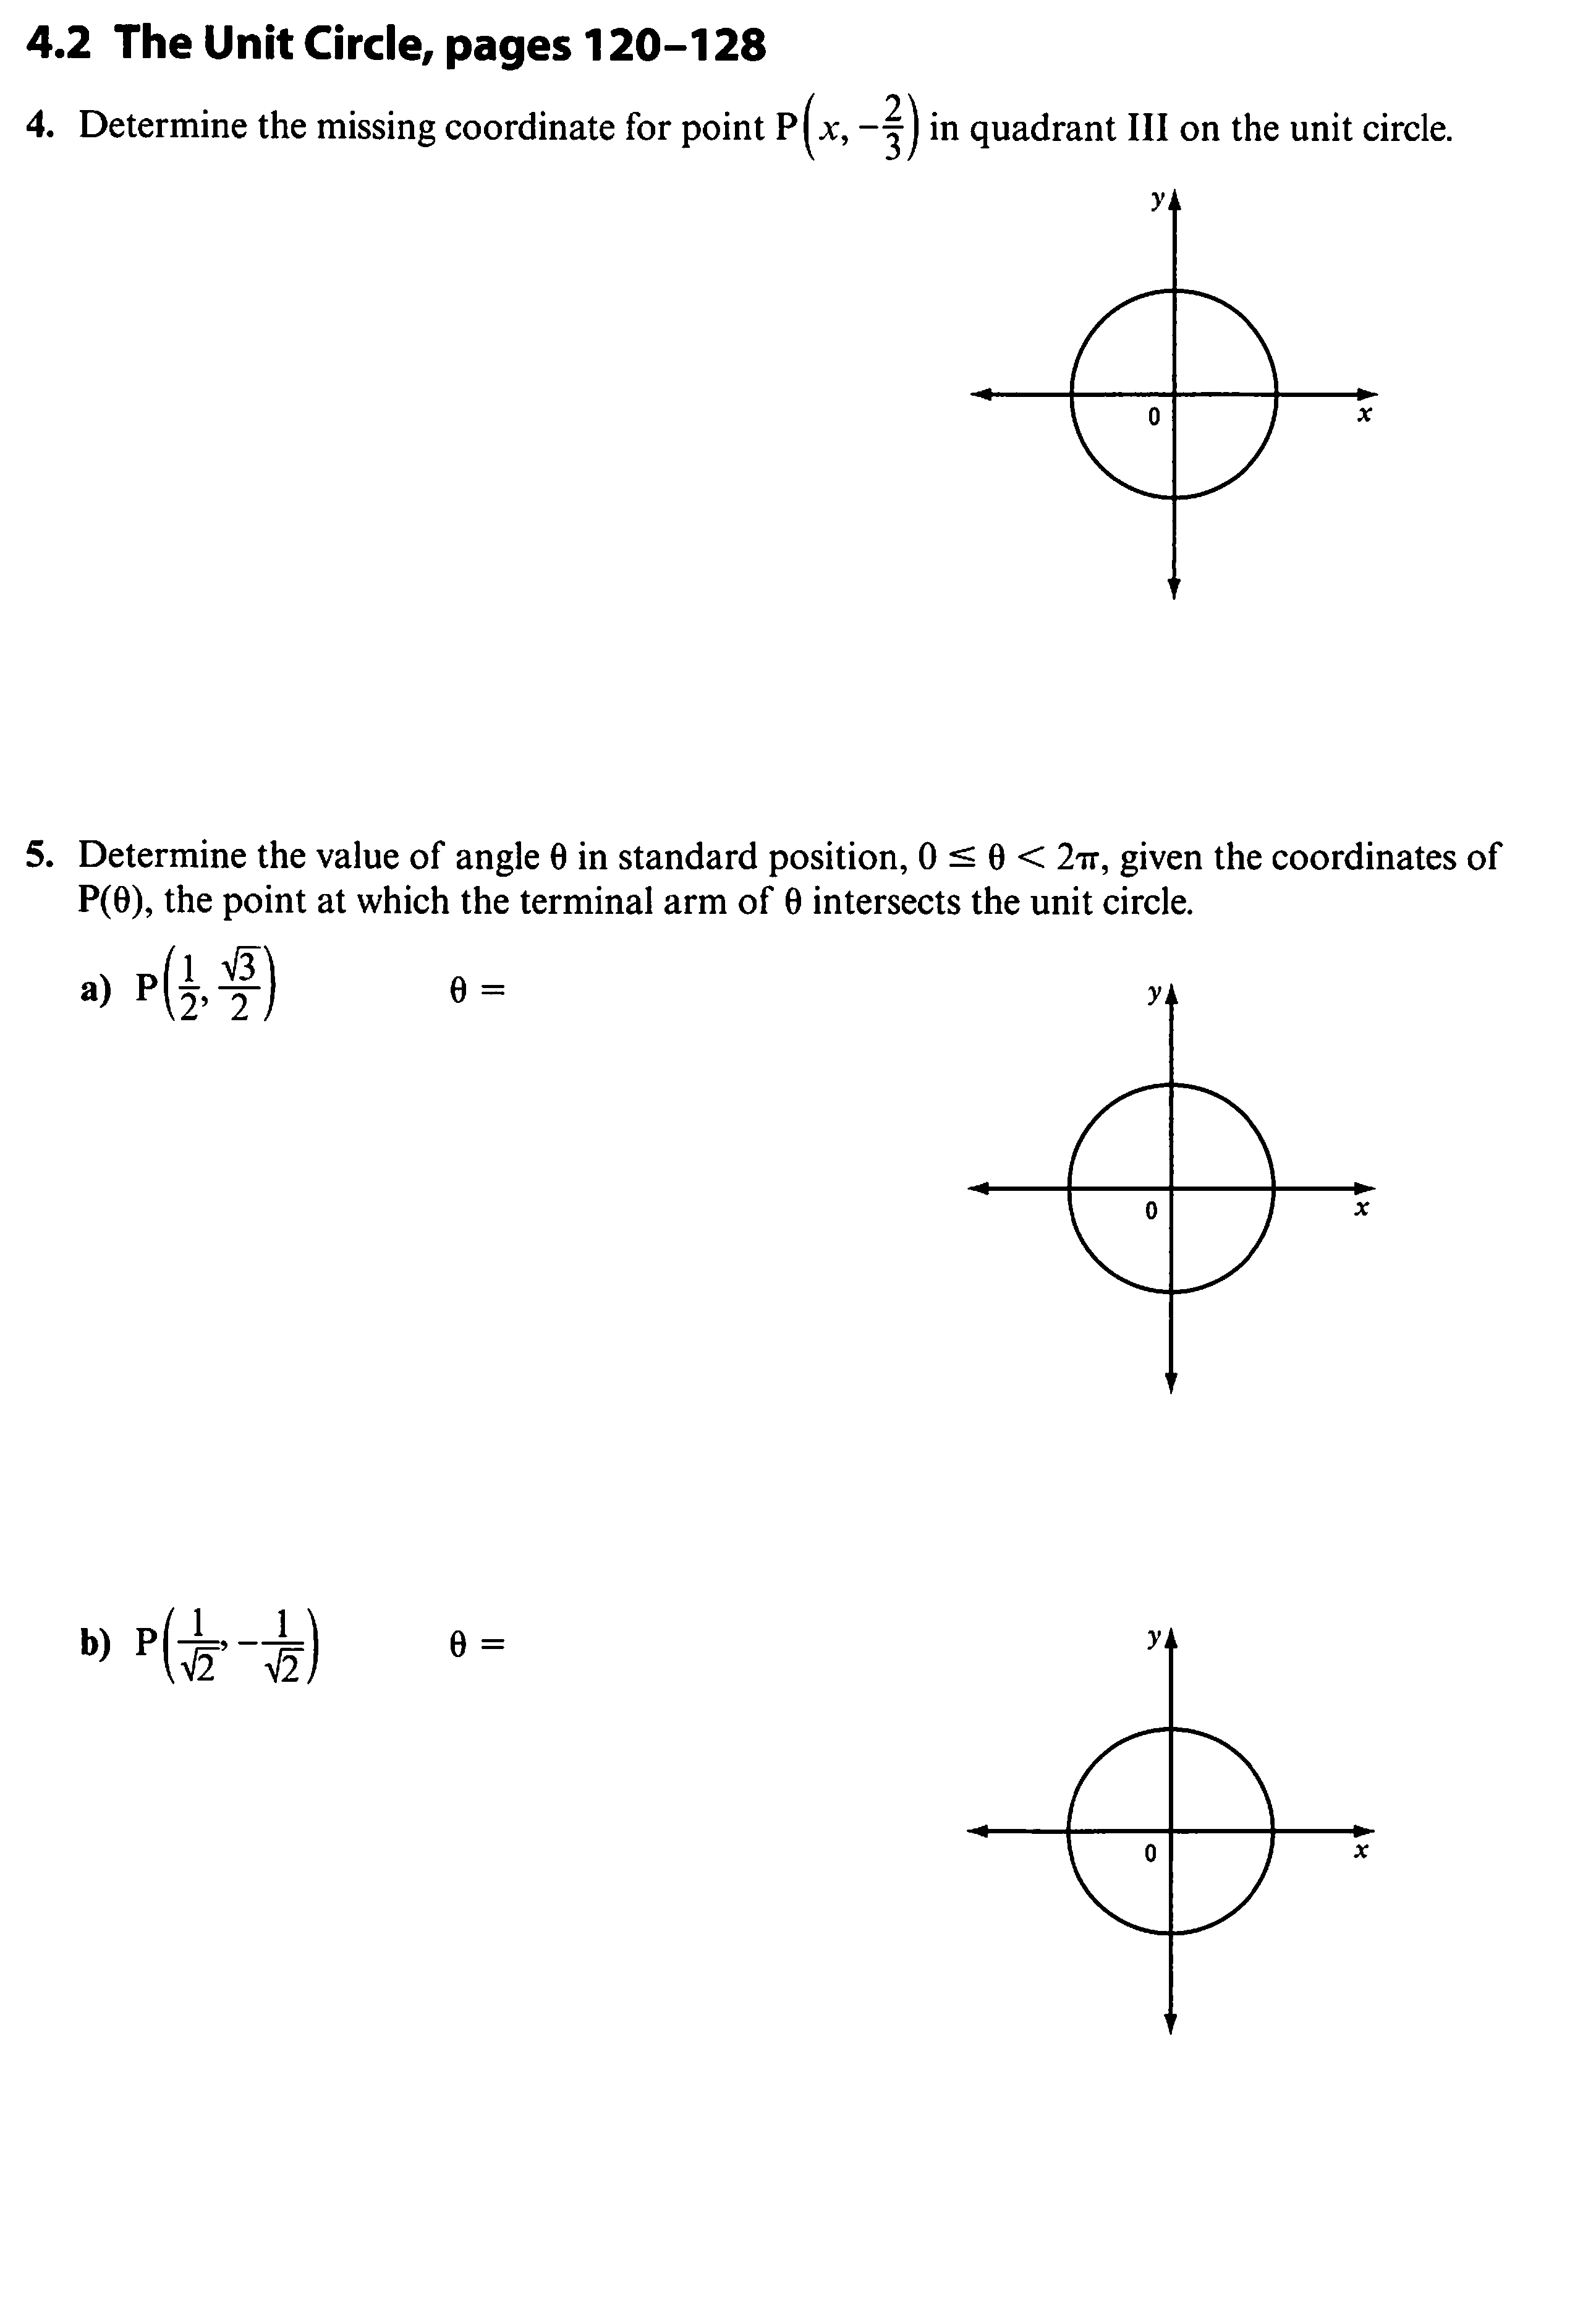 4.2 The Unit Circle, pages 120–128
4. Determine the missing coordinate for point P(x, −2/3) in quadrant III on the unit circle.
y
0
x
5. Determine the value of angle θ in standard position, 0 ≤ θ < 2π, given the coordinates of
P(θ), the point at which the terminal arm of θ intersects the unit circle.
a) P(1/2, √3/2) θ =
y
0
x
b) P(1/√2, −1/√2) θ =
y
0
x